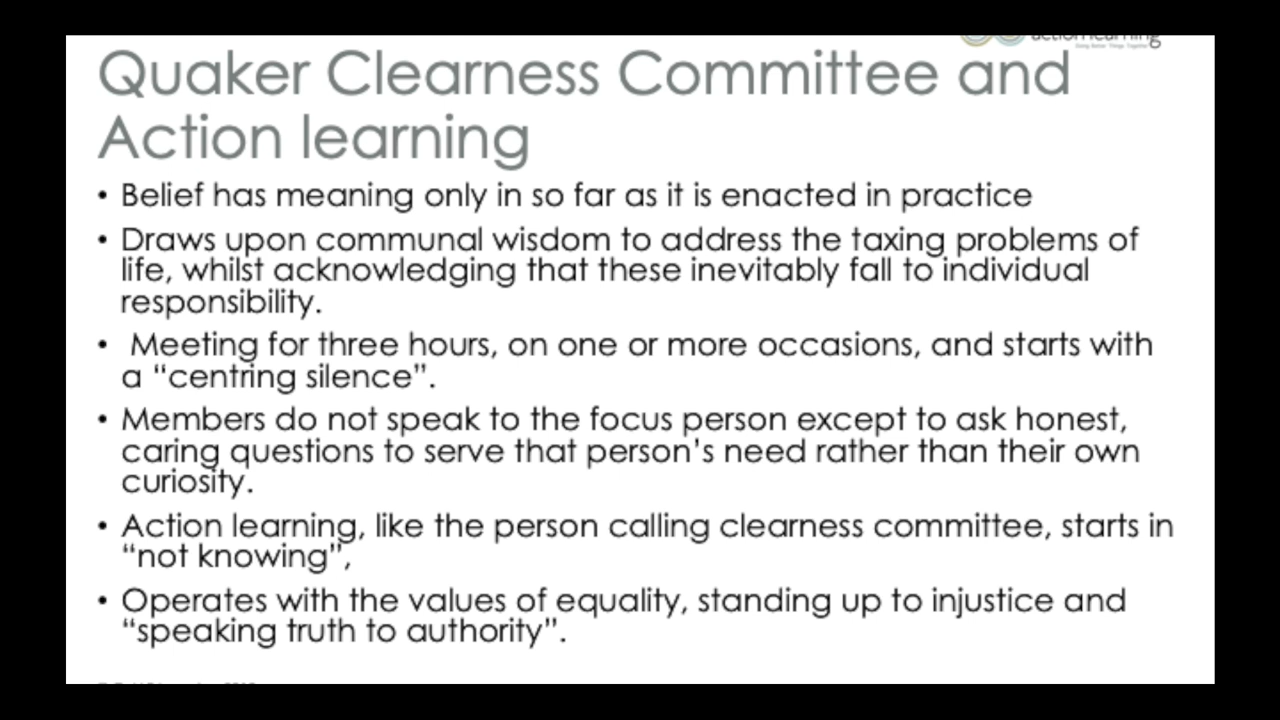 actionlearning
Quaker Clearness Committee and
Action learning
• Belief has meaning only in so far as it is enacted in practice
• Draws upon communal wisdom to address the taxing problems of
life, whilst acknowledging that these inevitably fall to individual
responsibility.
• Meeting for three hours, on one or more occasions, and starts with
a “centring silence”.
• Members do not speak to the focus person except to ask honest,
caring questions to serve that person’s need rather than their own
curiosity.
• Action learning, like the person calling clearness committee, starts in
“not knowing”,
• Operates with the values of equality, standing up to injustice and
“speaking truth to authority”.